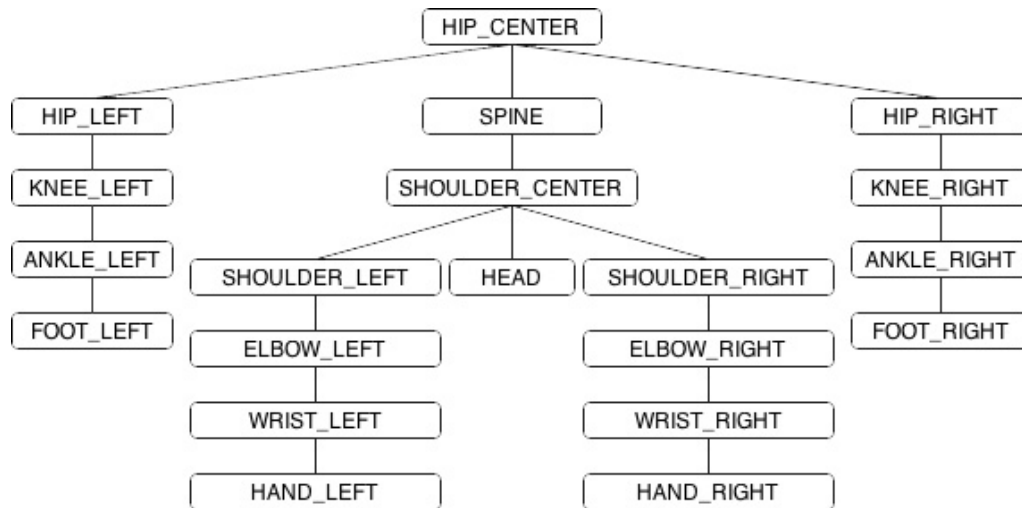 HIP_CENTER
HIP_LEFT SPINE HIP_RIGHT
KNEE_LEFT SHOULDER_CENTER KNEE_RIGHT
ANKLE_LEFT SHOULDER_LEFT HEAD SHOULDER_RIGHT ANKLE_RIGHT
FOOT_LEFT ELBOW_LEFT ELBOW_RIGHT FOOT_RIGHT
WRIST_LEFT WRIST_RIGHT
HAND_LEFT HAND_RIGHT